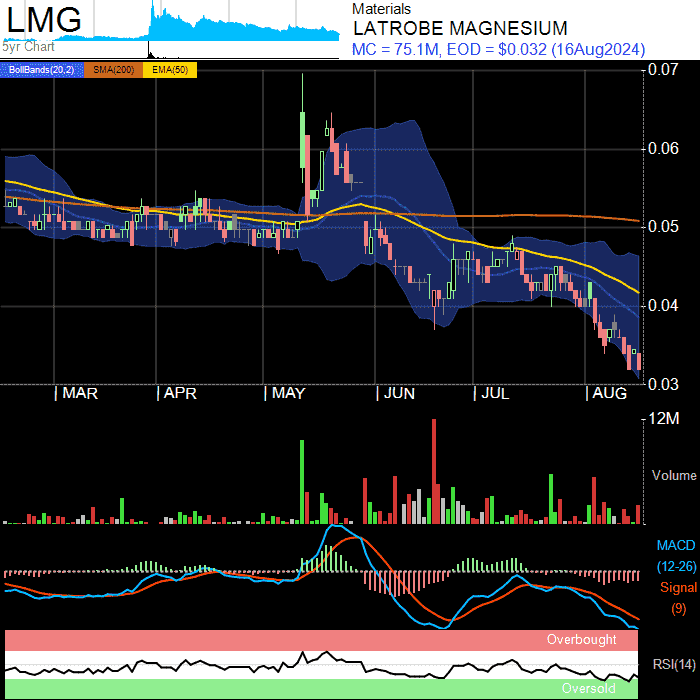 LMG
5yr Chart
Materials
LATROBE MAGNESIUM
MC = 75.1M, EOD = $0.032 (16Aug2024)
BollBands(20,2) SMA(200) EMA(50)
0.07
0.06
0.05
0.04
0.03
| MAR | APR | MAY | JUN | JUL | AUG
12M
Volume
MACD
(12-26)
Signal
(9)
Overbought
RSI(14)
Oversold